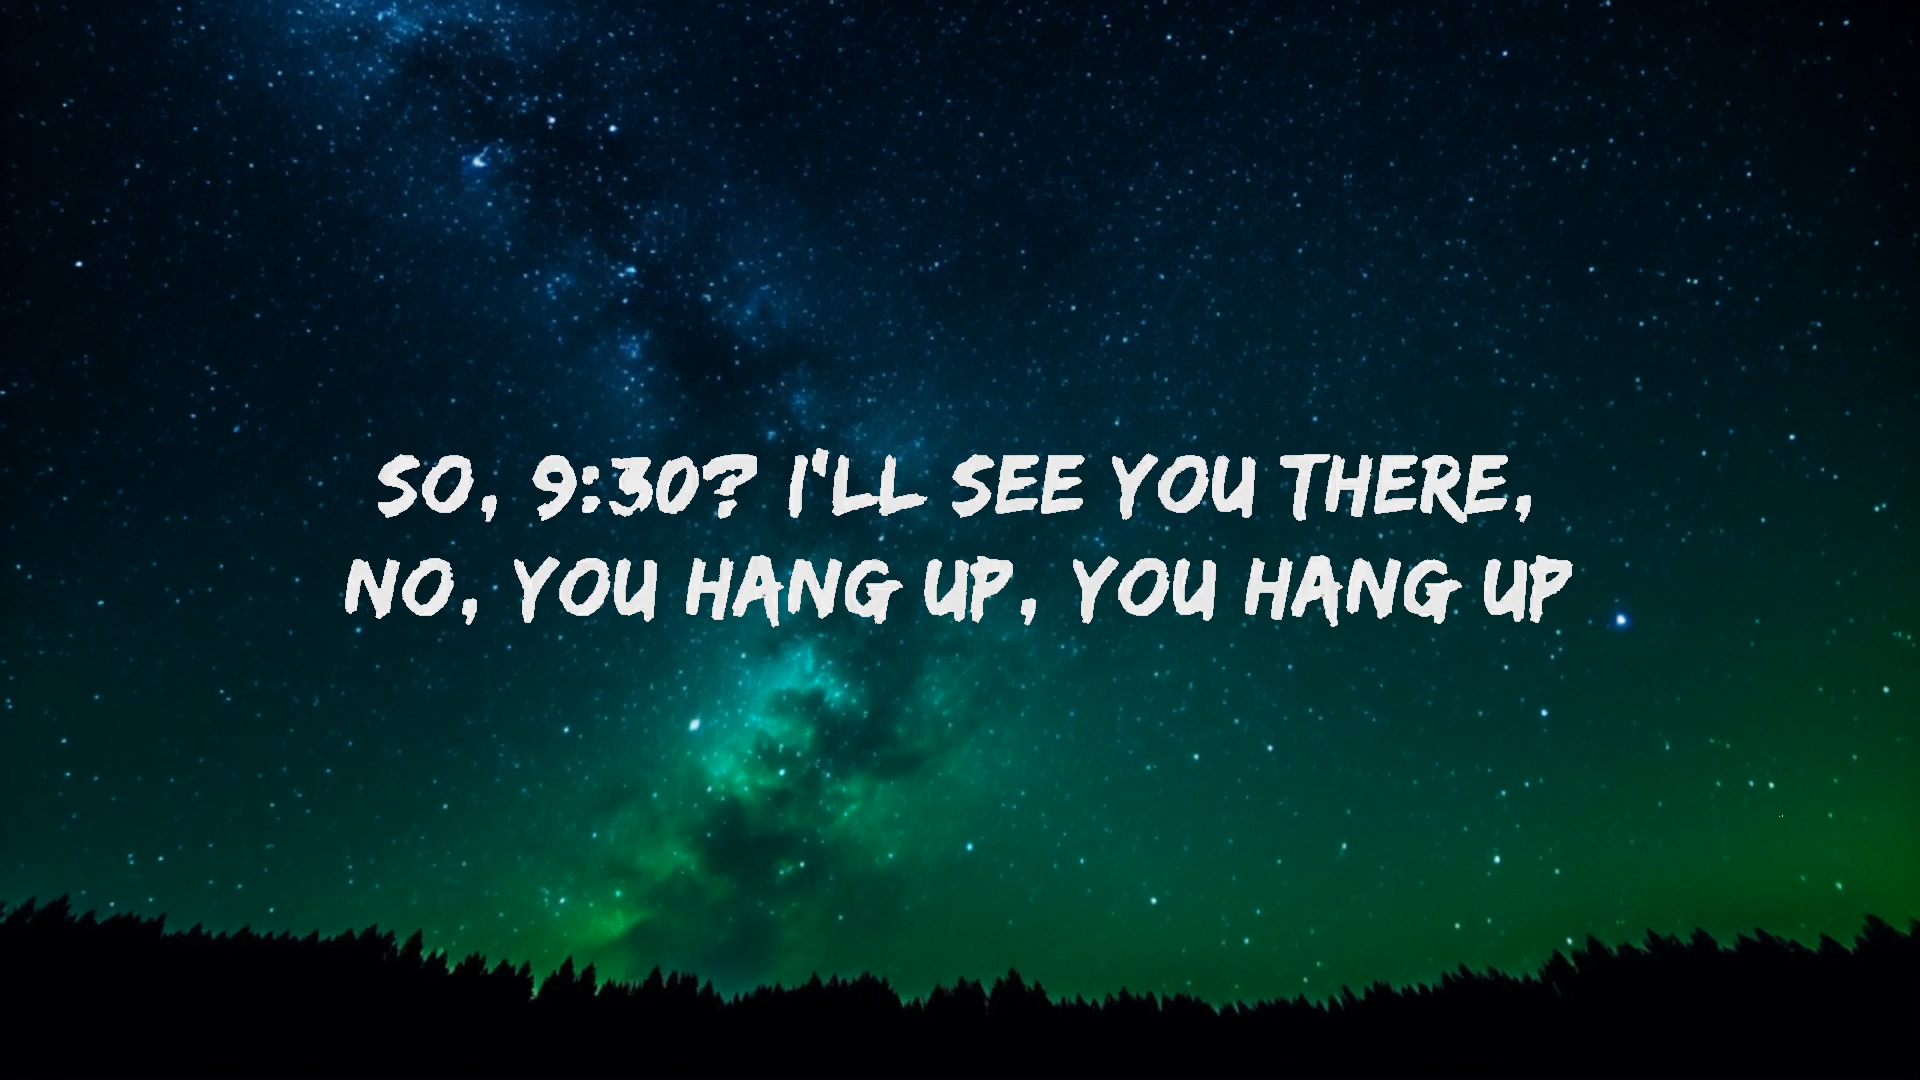 SO, 9:30? I'LL SEE YOU THERE,
NO, YOU HANG UP, YOU HANG UP